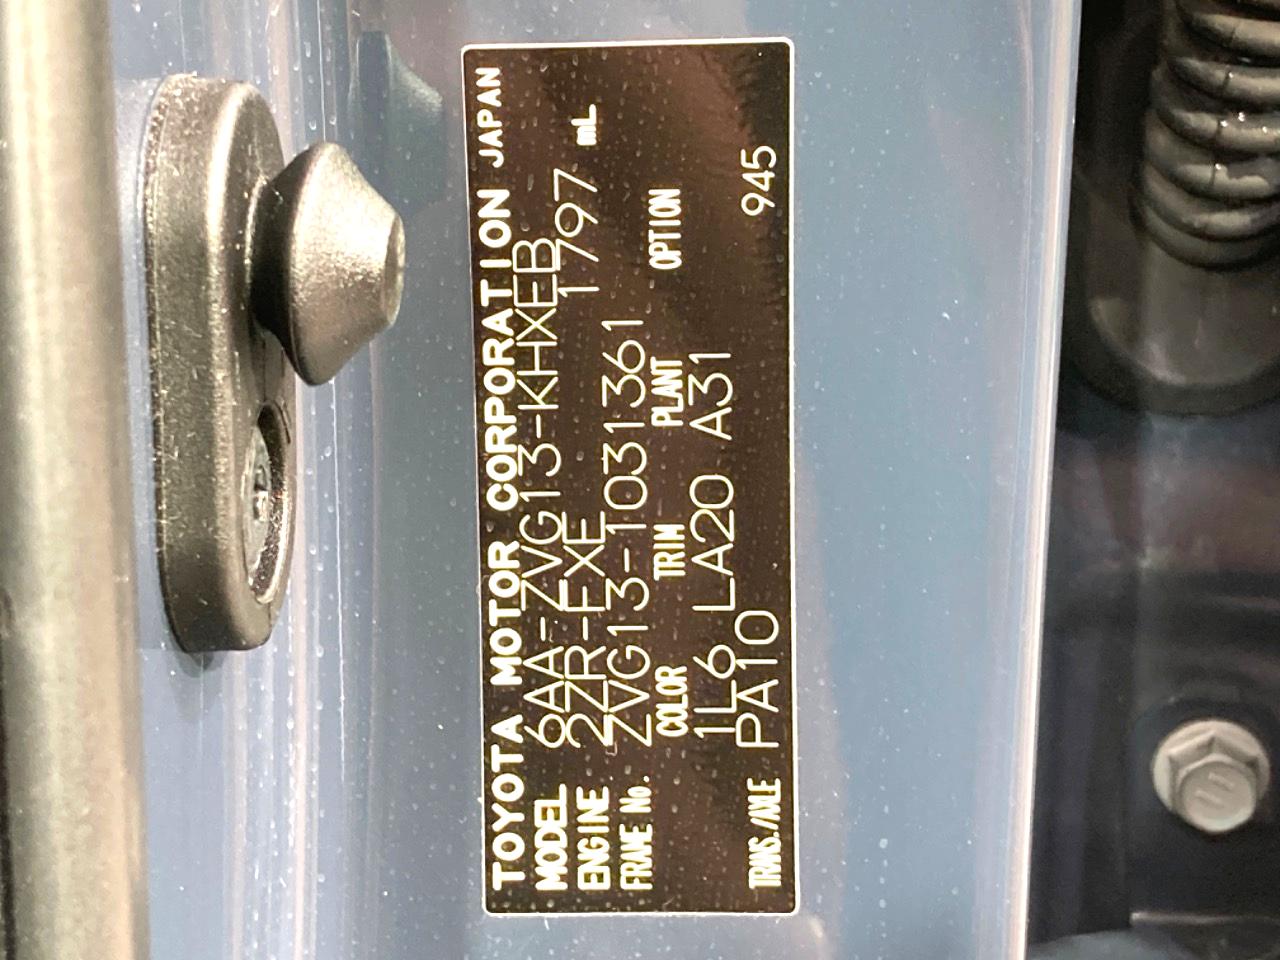 TOYOTA MOTOR CORPORATION JAPAN
MODEL 6AA-ZVG13-KHXEB
ENGINE 2ZR-FXE 1797 mL
FRAME No. ZVG13-1031361
COLOR TRIM PLANT OPTION
1L6 LA20 A31
TRANS./AXLE PA10 945